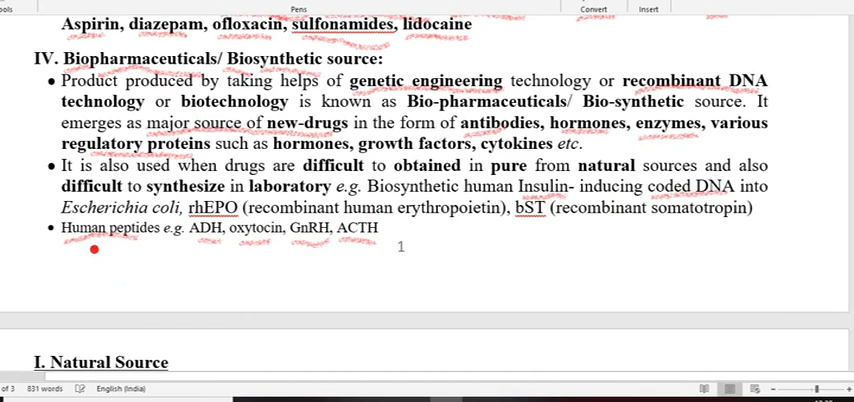 ools
Pens
Convert
Insert
Aspirin, diazepam, ofloxacin, sulfonamides, lidocaine
IV. Biopharmaceuticals/ Biosynthetic source:
• Product produced by taking helps of genetic engineering technology or recombinant DNA
technology or biotechnology is known as Bio-pharmaceuticals/ Bio-synthetic source. It
emerges as major source of new-drugs in the form of antibodies, hormones, enzymes, various
regulatory proteins such as hormones, growth factors, cytokines etc.
• It is also used when drugs are difficult to obtained in pure from natural sources and also
difficult to synthesize in laboratory e.g. Biosynthetic human Insulin- inducing coded DNA into
Escherichia coli, rhEPO (recombinant human erythropoietin), bST (recombinant somatotropin)
• Human peptides e.g. ADH, oxytocin, GnRH, ACTH
1
I. Natural Source
of 3 831 words English (India)